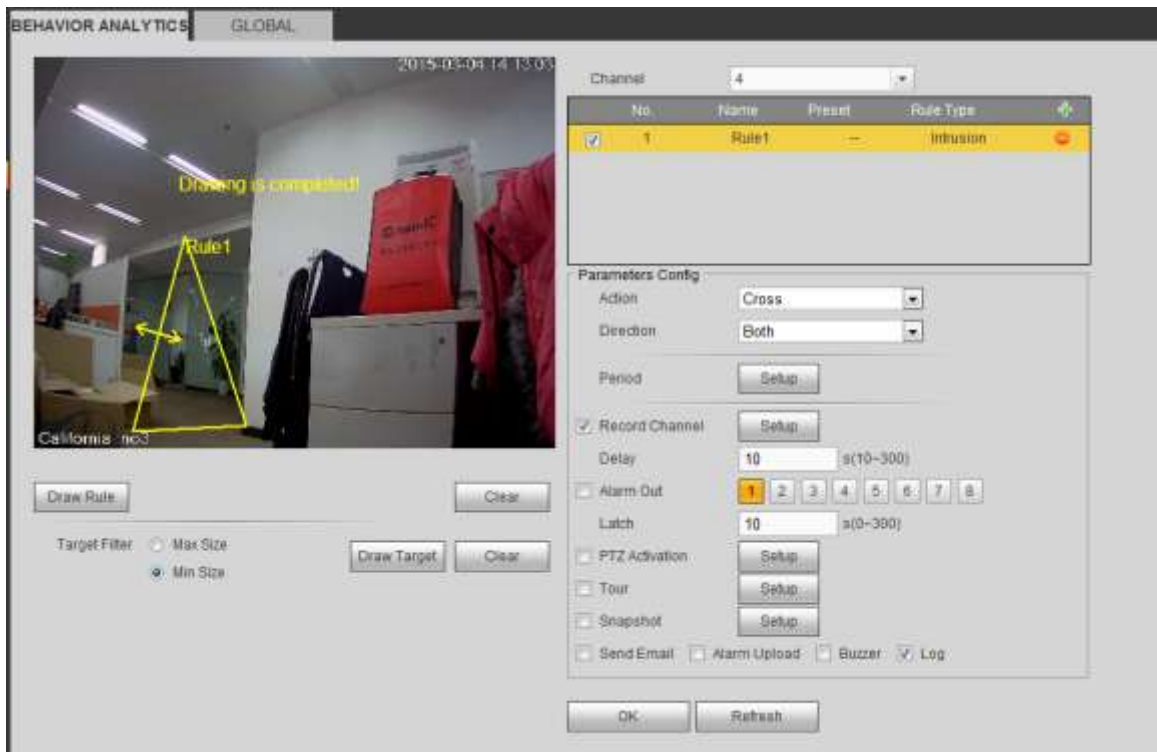 BEHAVIOR ANALYTICS
GLOBAL
2015-03-04 14:13:03
Drawing is completed!
Rule1
California no3
Draw Rule
Clear
Target Filter
Max Size
Min Size
Draw Target
Clear
Channel
4
No. Name Preset Rule Type
1 Rule1 -- Intrusion
Parameters Config
Action Cross
Direction Both
Period Setup
Record Channel Setup
Delay 10 s(10~300)
Alarm Out 1 2 3 4 5 6 7 8
Latch 10 s(0~300)
PTZ Activation Setup
Tour Setup
Snapshot Setup
Send Email Alarm Upload Buzzer Log
OK Refresh